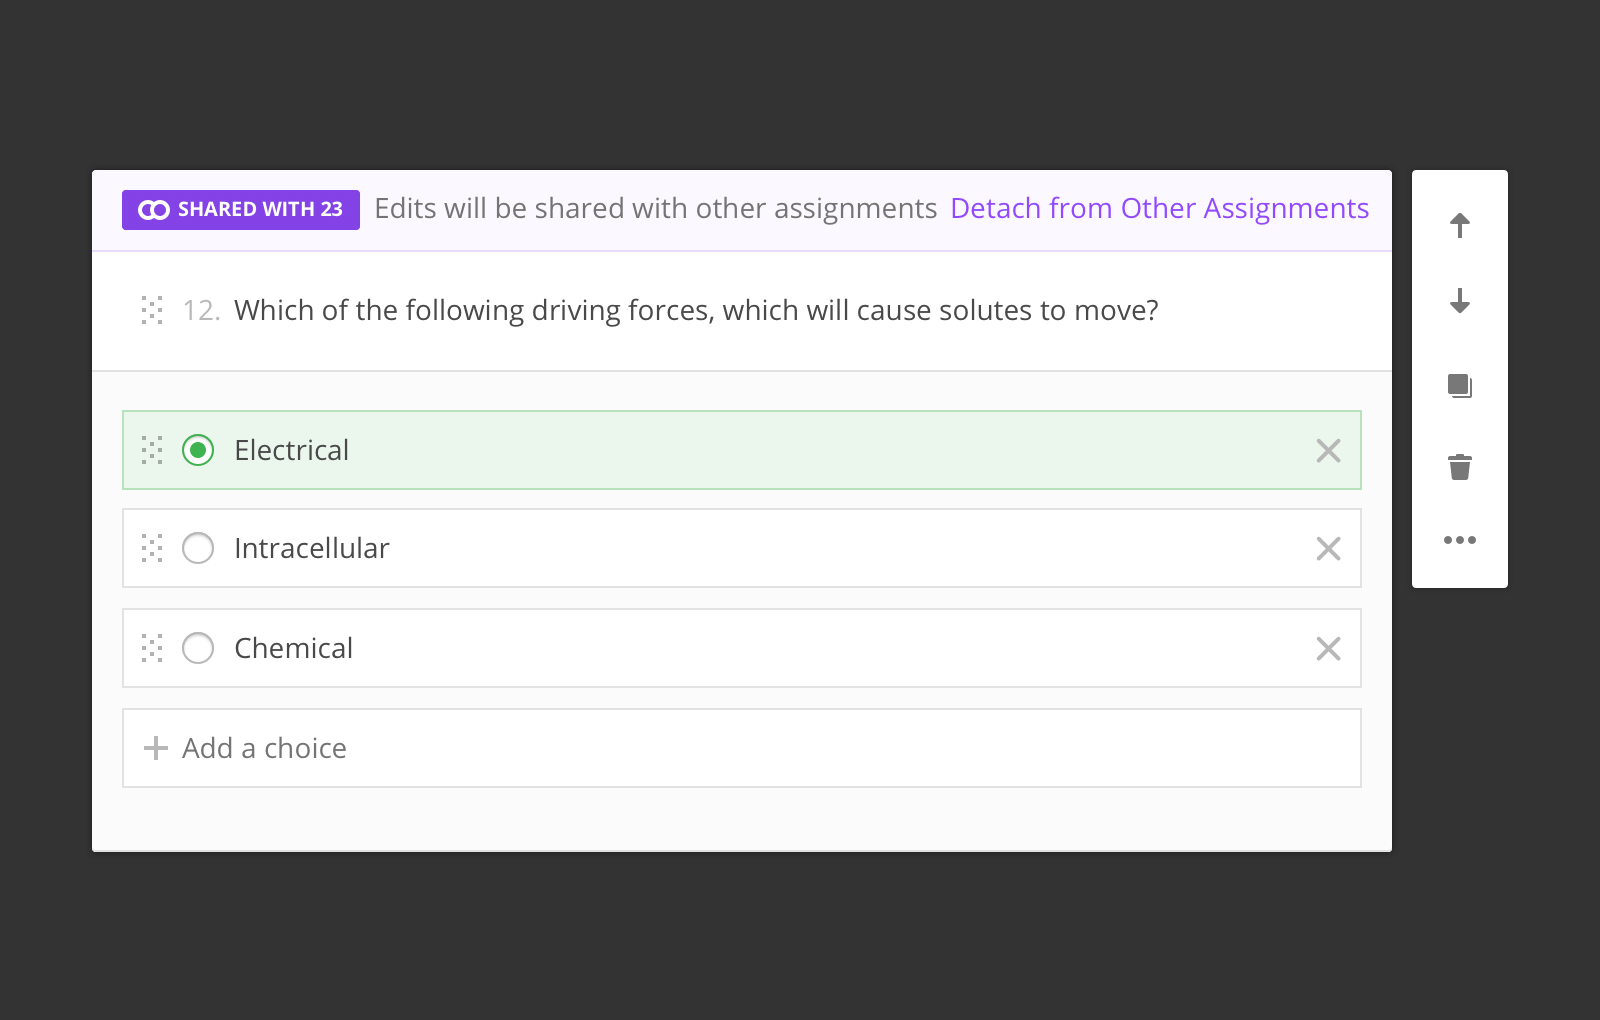 SHARED WITH 23 Edits will be shared with other assignments Detach from Other Assignments
12. Which of the following driving forces, which will cause solutes to move?
Electrical
Intracellular
Chemical
Add a choice